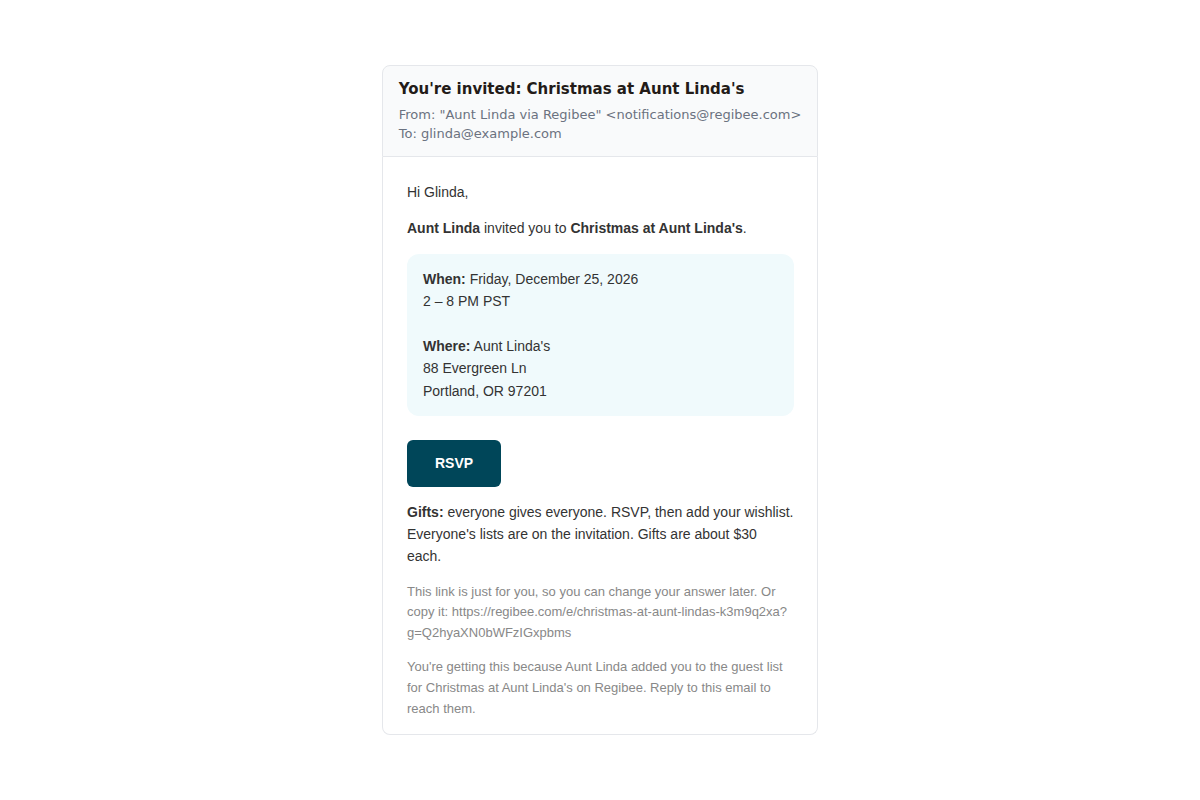 You're invited: Christmas at Aunt Linda's
From: "Aunt Linda via Regibee" <notifications@regibee.com>
To: glinda@example.com
Hi Glinda,
Aunt Linda invited you to Christmas at Aunt Linda's.
When: Friday, December 25, 2026
2 – 8 PM PST
Where: Aunt Linda's
88 Evergreen Ln
Portland, OR 97201
RSVP
Gifts: everyone gives everyone. RSVP, then add your wishlist.
Everyone's lists are on the invitation. Gifts are about $30
each.
This link is just for you, so you can change your answer later. Or
copy it: https://regibee.com/e/christmas-at-aunt-lindas-k3m9q2xa?
g=Q2hyaXN0bWFzIGxpbms
You're getting this because Aunt Linda added you to the guest list
for Christmas at Aunt Linda's on Regibee. Reply to this email to
reach them.